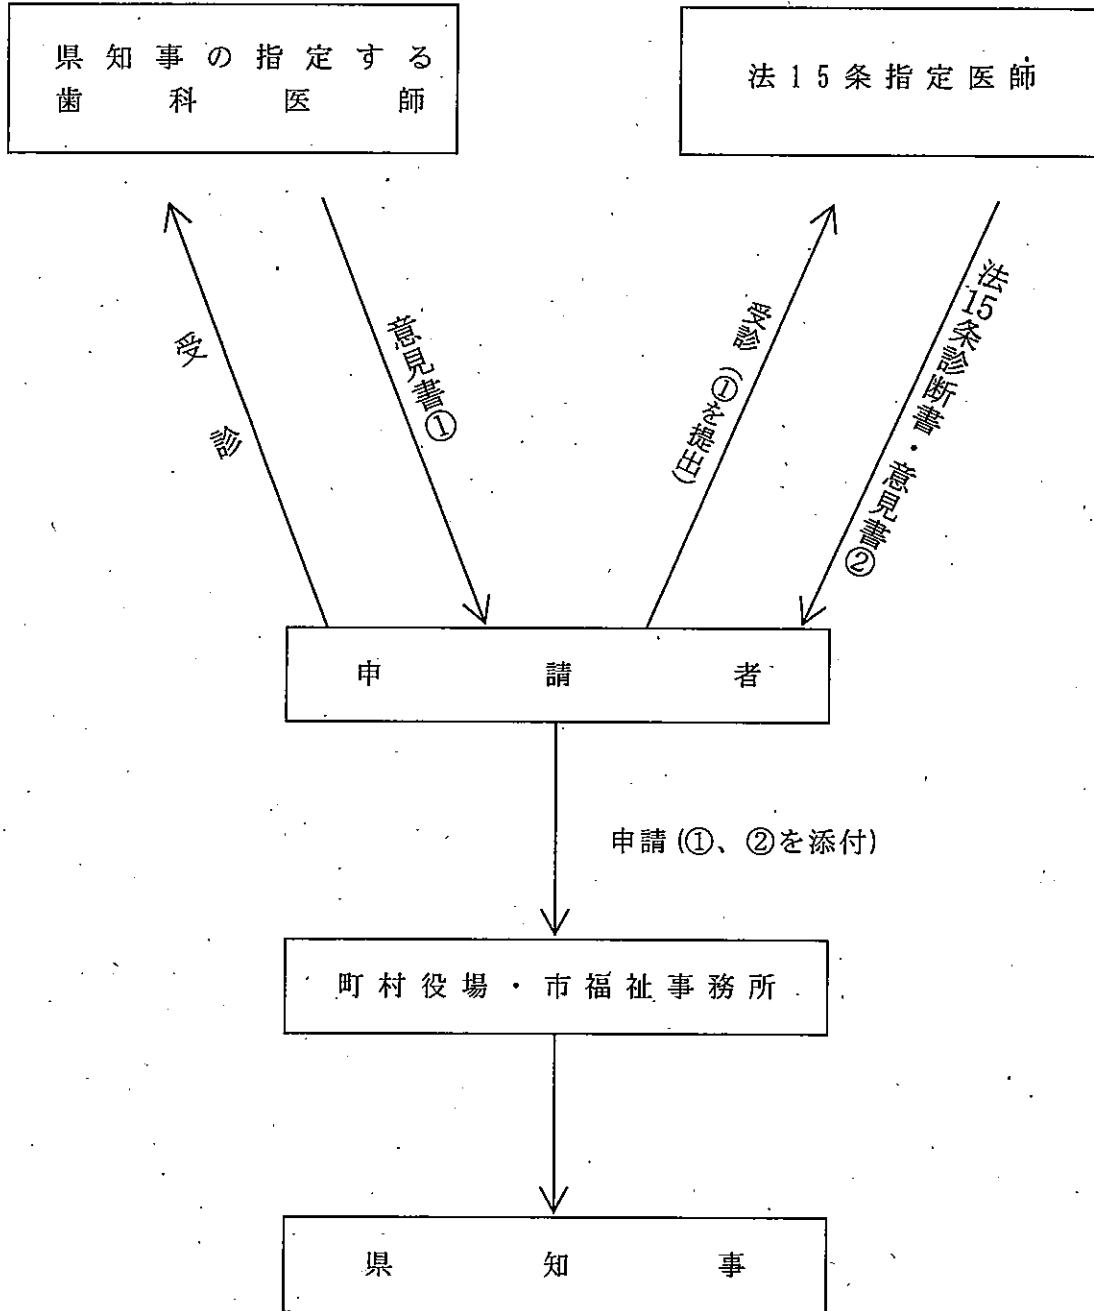 県知事の指定する
歯科医師
法15条指定医師
受診
意見書①
受診(①を提出)
法15条診断書・意見書②
申請者
申請(①、②を添付)
町村役場・市福祉事務所
県知事